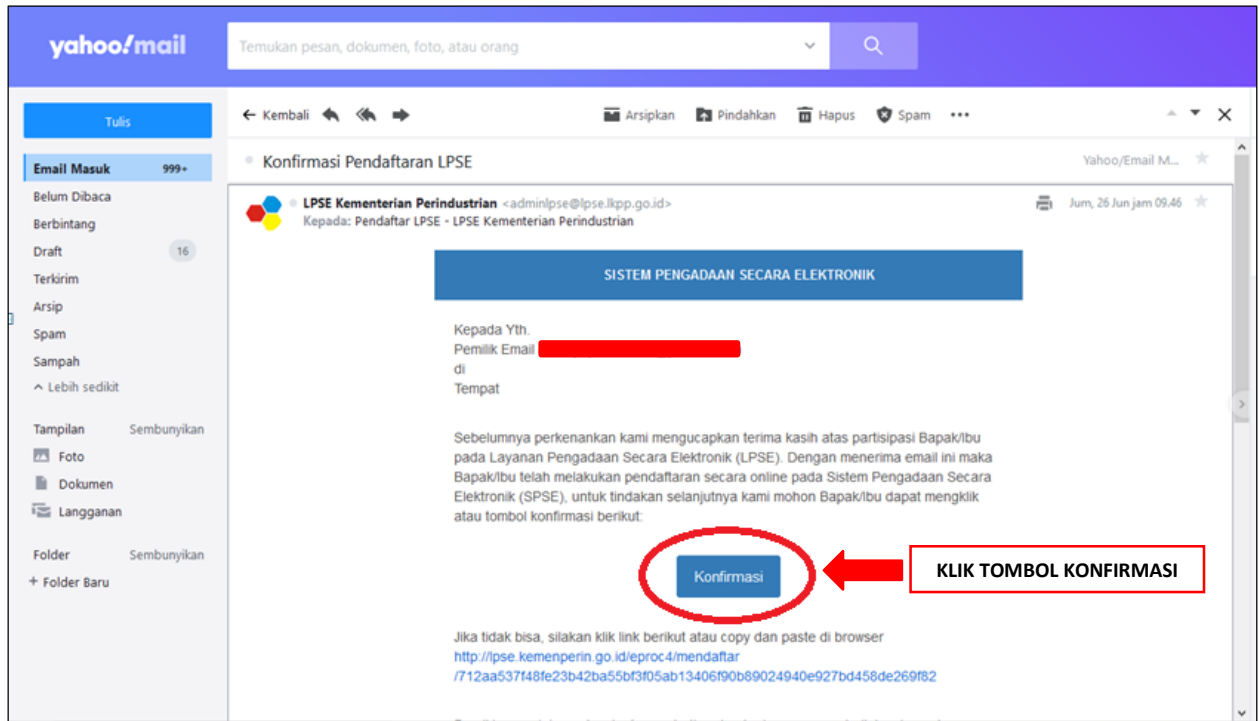 yahoo!mail
Temukan pesan, dokumen, foto, atau orang
Tulis
Email Masuk 999+
Belum Dibaca
Berbintang
Draft 16
Terkirim
Arsip
Spam
Sampah
Lebih sedikit
Tampilan Sembunyikan
Foto
Dokumen
Langganan
Folder Sembunyikan
+ Folder Baru
Kembali Arsipkan Pindahkan Hapus Spam
Konfirmasi Pendaftaran LPSE Yahoo/Email M...
LPSE Kementerian Perindustrian <adminlpse@lpse.lkpp.go.id> Jum, 26 Jun jam 09.46
Kepada: Pendaftar LPSE - LPSE Kementerian Perindustrian
SISTEM PENGADAAN SECARA ELEKTRONIK
Kepada Yth.
Pemilik Email
di
Tempat
Sebelumnya perkenankan kami mengucapkan terima kasih atas partisipasi Bapak/Ibu
pada Layanan Pengadaan Secara Elektronik (LPSE). Dengan menerima email ini maka
Bapak/Ibu telah melakukan pendaftaran secara online pada Sistem Pengadaan Secara
Elektronik (SPSE), untuk tindakan selanjutnya kami mohon Bapak/Ibu dapat mengklik
atau tombol konfirmasi berikut:
Konfirmasi
KLIK TOMBOL KONFIRMASI
Jika tidak bisa, silakan klik link berikut atau copy dan paste di browser
http://lpse.kemenperin.go.id/eproc4/mendaftar
/712aa537f48fe23b42ba55bf3f05ab13406f90b89024940e927bd458de269f82